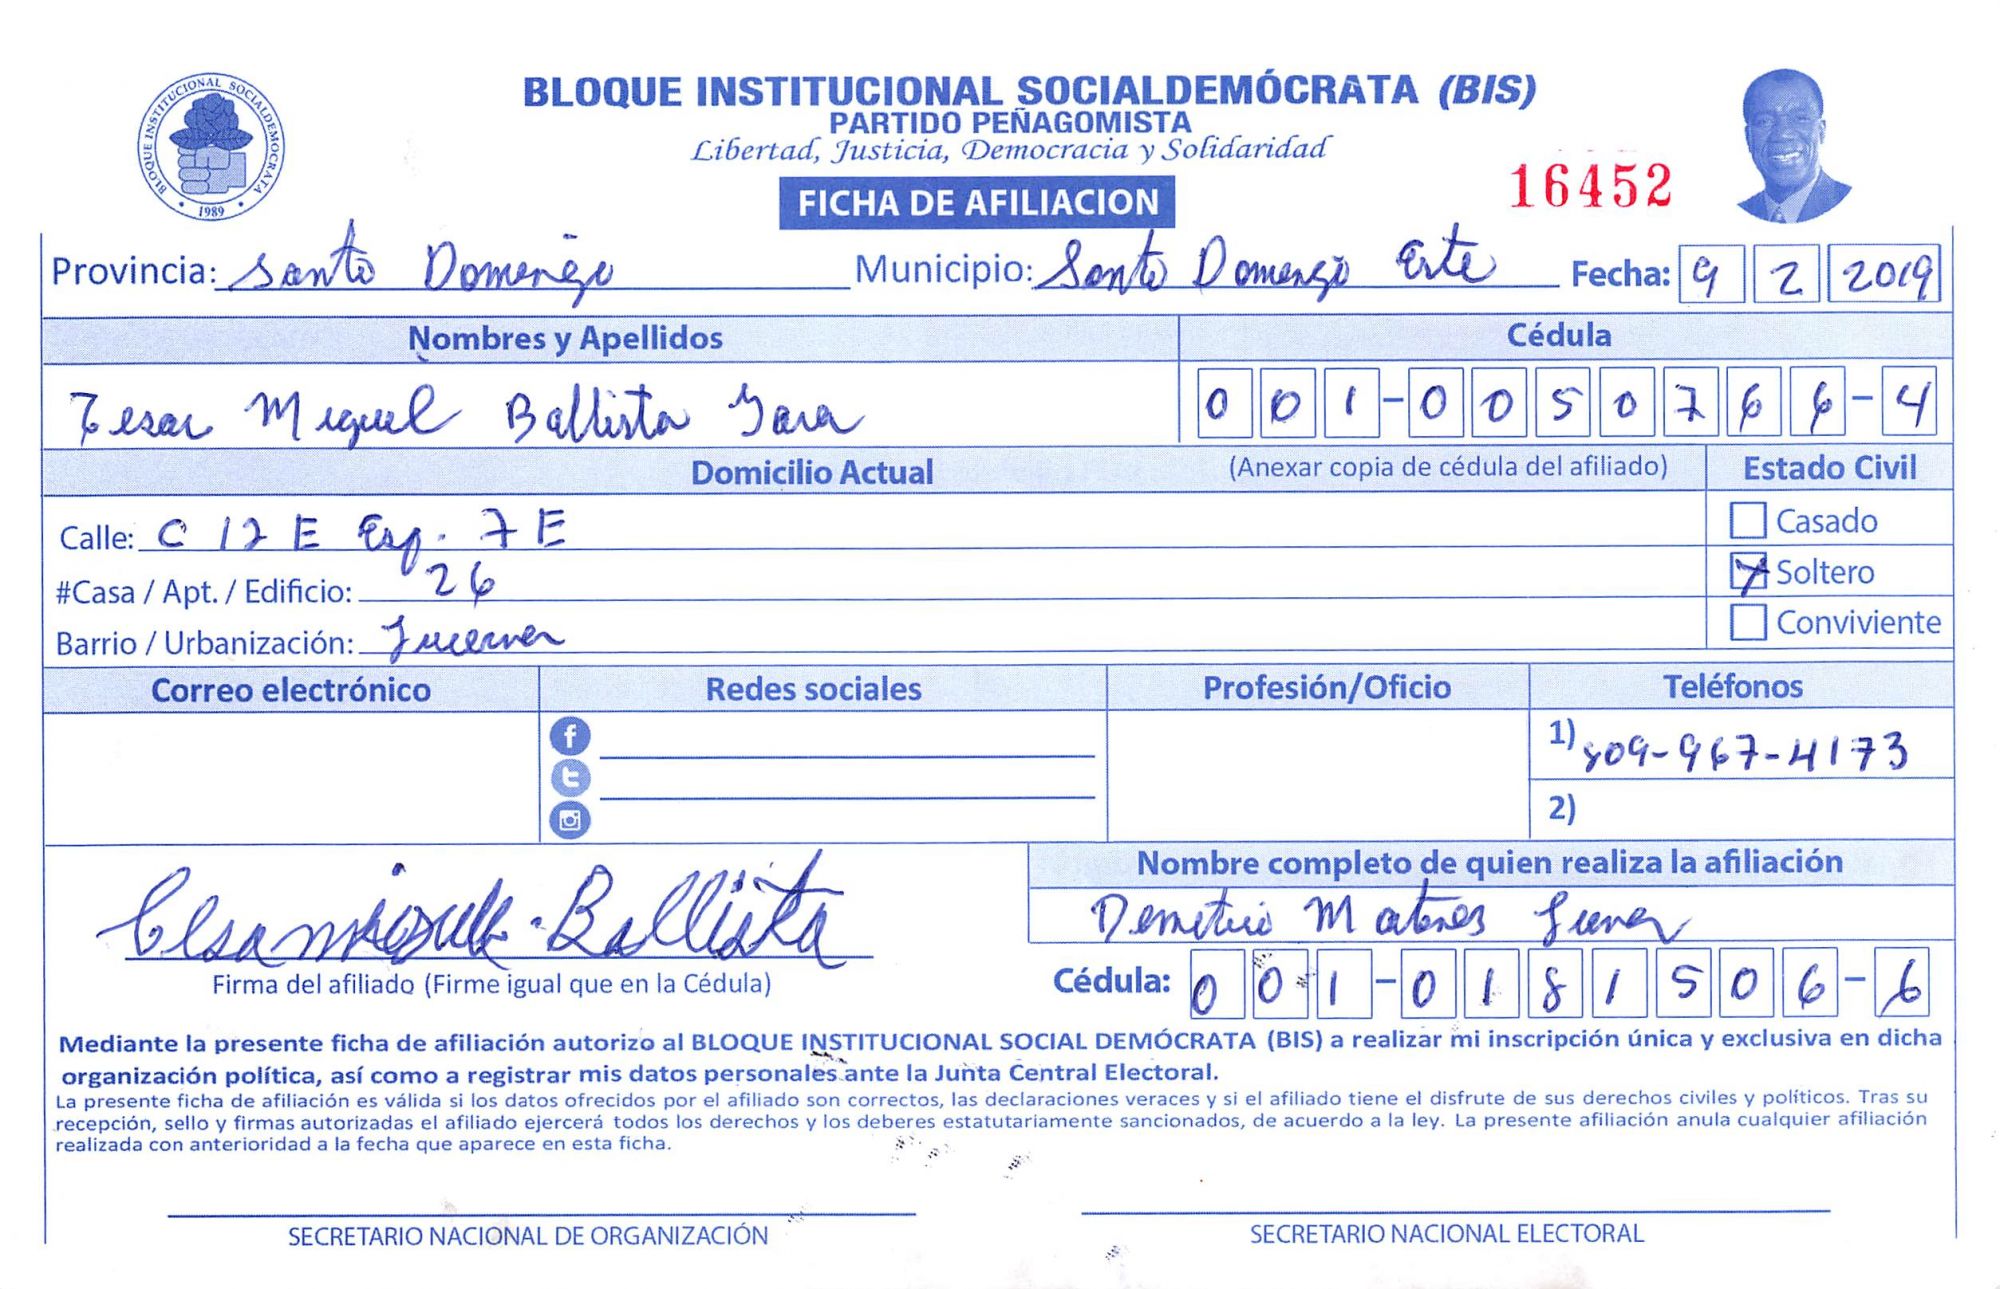 BLOQUE INSTITUCIONAL SOCIALDEMOCRATA
1989
BLOQUE INSTITUCIONAL SOCIALDEMÓCRATA (BIS)
PARTIDO PEÑAGOMISTA
Libertad, Justicia, Democracia y Solidaridad
FICHA DE AFILIACION
16452
Provincia: Santo Domingo Municipio: Santo Domingo Este Fecha: 9 2 2019
Nombres y Apellidos Cédula
Miguel Ballista 001-0050766-4
Domicilio Actual (Anexar copia de cédula del afiliado) Estado Civil
Calle: C 12 E Esp. 7 E
Casado
#Casa / Apt. / Edificio: 26
X Soltero
Barrio / Urbanización:
Conviviente
Correo electrónico Redes sociales Profesión/Oficio Teléfonos
1) 809-967-4173
2)
Nombre completo de quien realiza la afiliación
Ballista
Firma del afiliado (Firme igual que en la Cédula)
Cédula: 001-0181506-6
Mediante la presente ficha de afiliación autorizo al BLOQUE INSTITUCIONAL SOCIAL DEMÓCRATA (BIS) a realizar mi inscripción única y exclusiva en dicha
organización política, así como a registrar mis datos personales ante la Junta Central Electoral.
La presente ficha de afiliación es válida si los datos ofrecidos por el afiliado son correctos, las declaraciones veraces y si el afiliado tiene el disfrute de sus derechos civiles y políticos. Tras su
recepción, sello y firmas autorizadas el afiliado ejercerá todos los derechos y los deberes estatutariamente sancionados, de acuerdo a la ley. La presente afiliación anula cualquier afiliación
realizada con anterioridad a la fecha que aparece en esta ficha.
SECRETARIO NACIONAL DE ORGANIZACIÓN SECRETARIO NACIONAL ELECTORAL